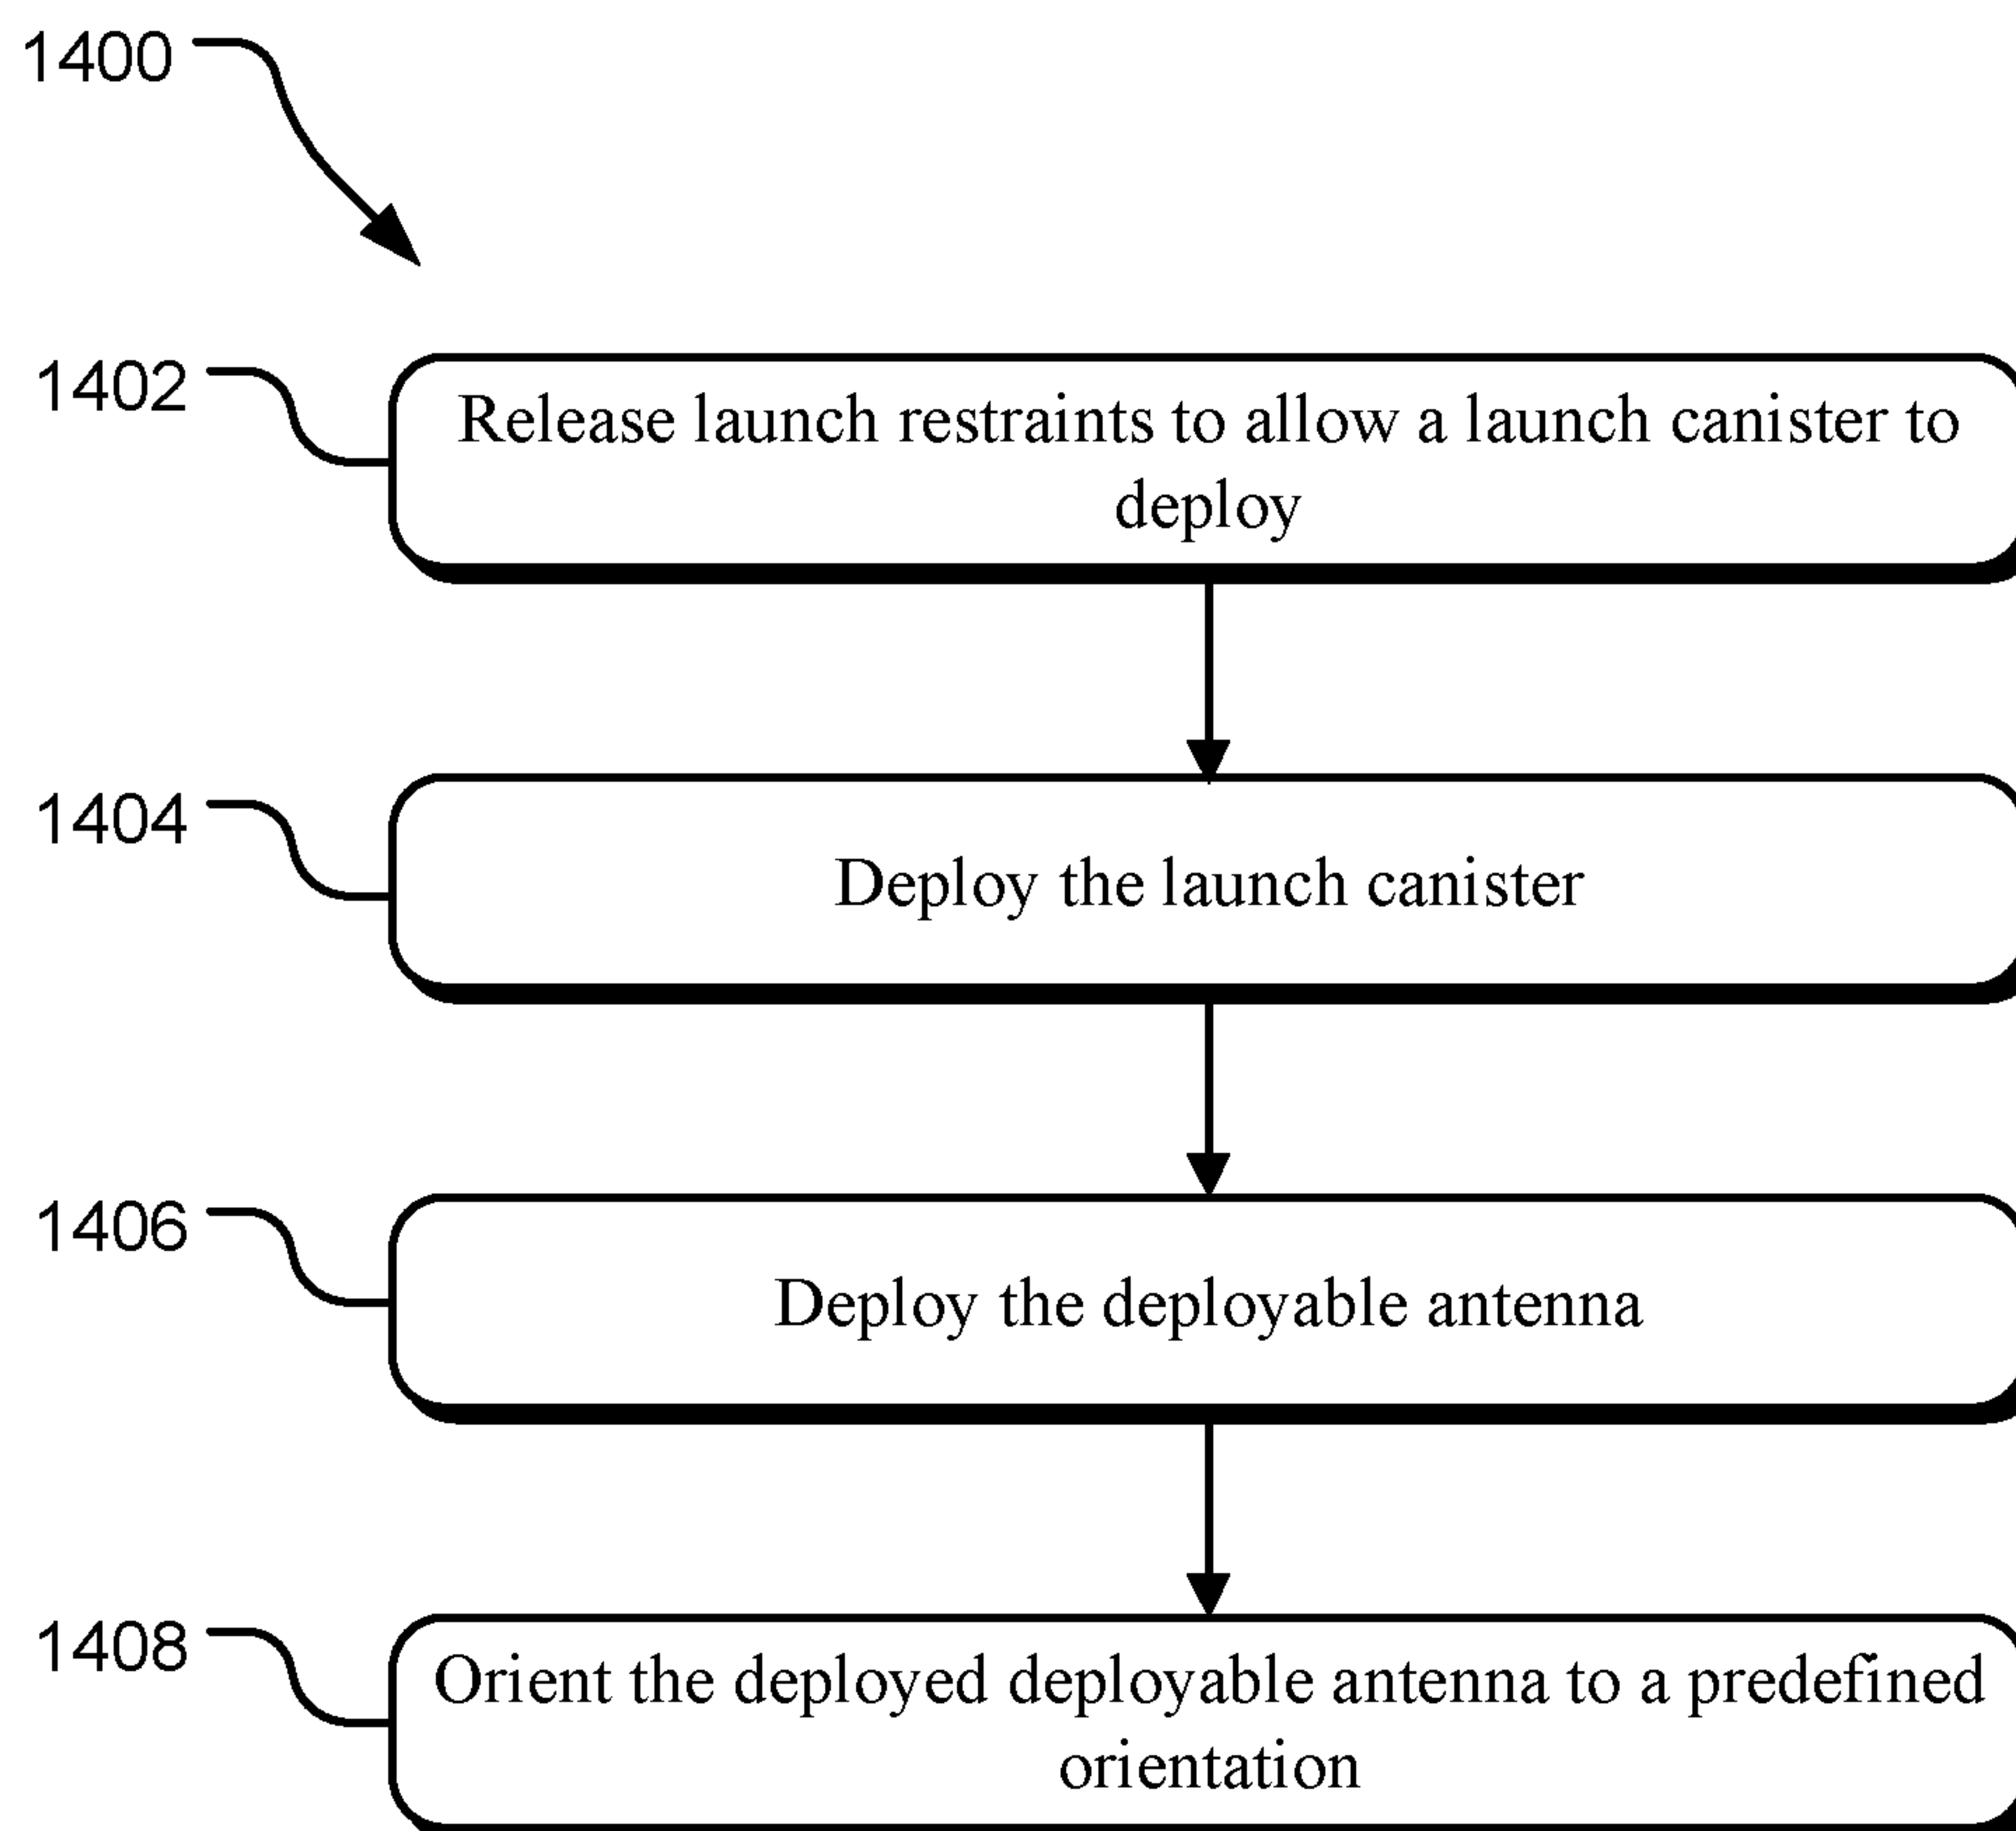 1400
1402
Release launch restraints to allow a launch canister to
deploy
1404
Deploy the launch canister
1406
Deploy the deployable antenna
1408
Orient the deployed deployable antenna to a predefined
orientation